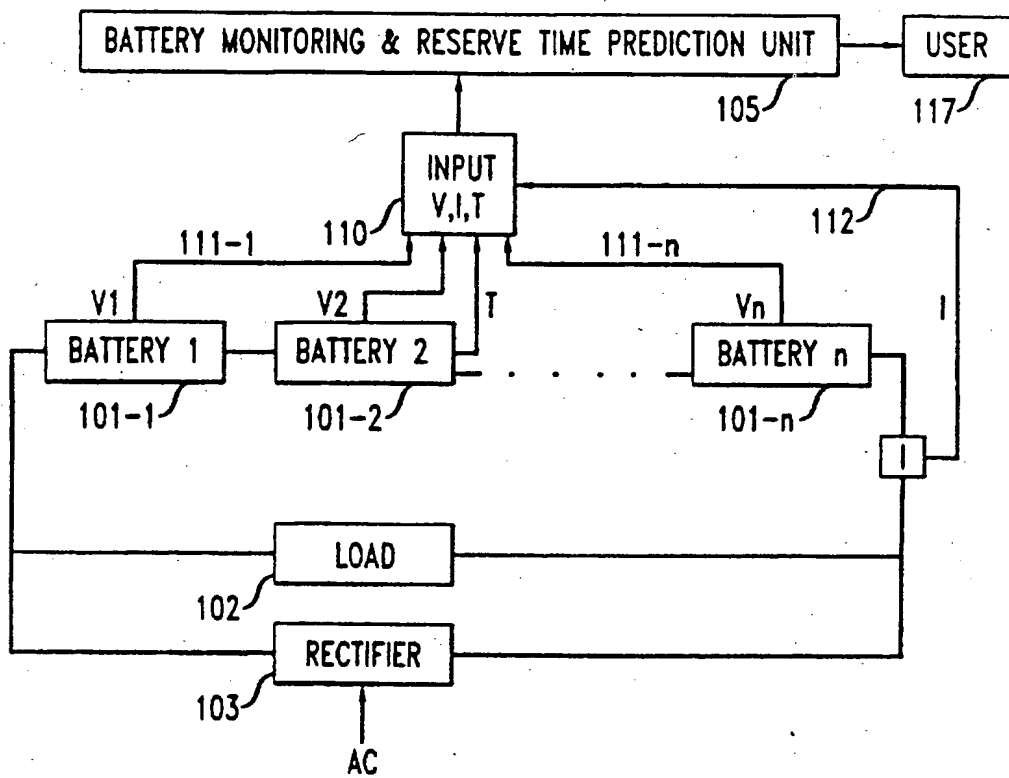 BATTERY MONITORING & RESERVE TIME PREDICTION UNIT
USER
105
117
INPUT
V,I,T
110
112
111-1
111-n
V1
V2
T
Vn
I
BATTERY 1
BATTERY 2
BATTERY n
101-1
101-2
101-n
I
LOAD
102
RECTIFIER
103
AC